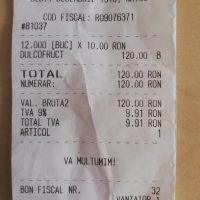 COD FISCAL: RO9076371
#81037
12.000 [BUC] X 10.00 RON
DULCOFRUCT 120.00 B
TOTAL 120.00 RON
NUMERAR: 120.00 RON
VAL. BRUTA2 120.00 RON
TVA 9% 9.91 RON
TOTAL TVA 9.91 RON
ARTICOL 1
VA MULTUMIM!
BON FISCAL NR. 32
VANZATOR 1